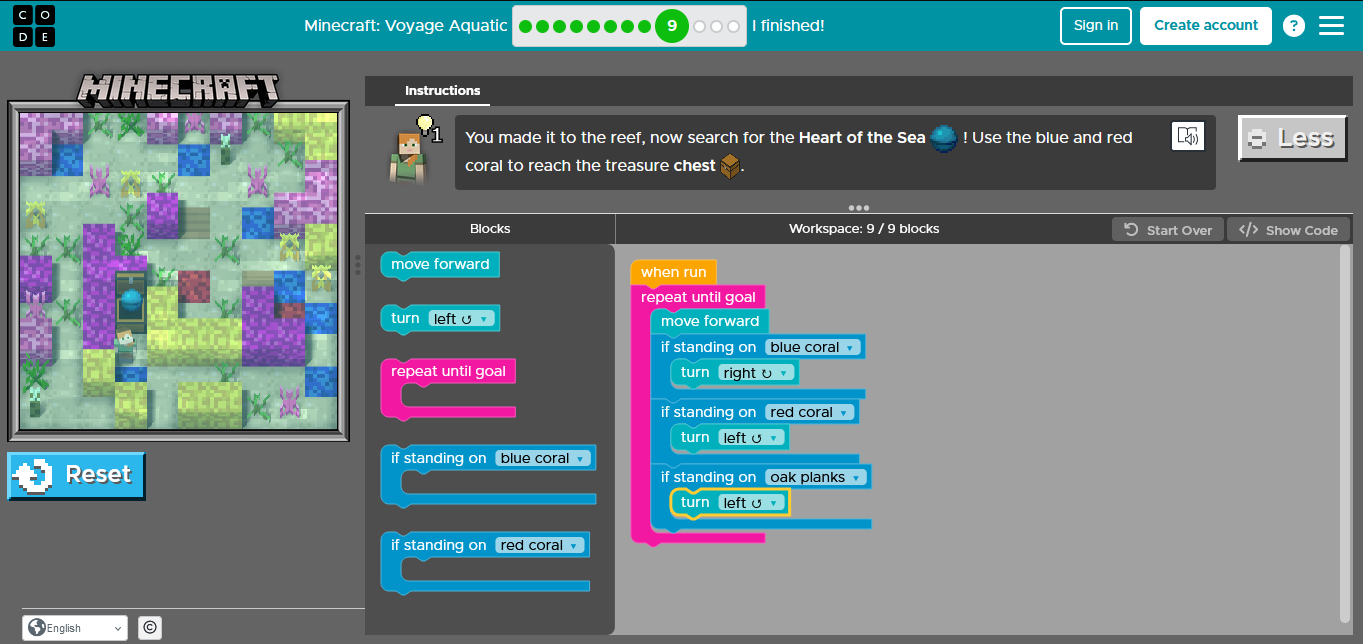 C O
D E
Minecraft: Voyage Aquatic
9
I finished!
Sign in
Create account
?
MINECRAFT
Instructions
1
You made it to the reef, now search for the Heart of the Sea ! Use the blue and red
coral to reach the treasure chest .
Less
Blocks
Workspace: 9 / 9 blocks
Start Over
</> Show Code
move forward
turn left ↺
repeat until goal
if standing on blue coral
if standing on red coral
when run
repeat until goal
move forward
if standing on blue coral
turn right ↻
if standing on red coral
turn left ↺
if standing on oak planks
turn left ↺
Reset
English
©